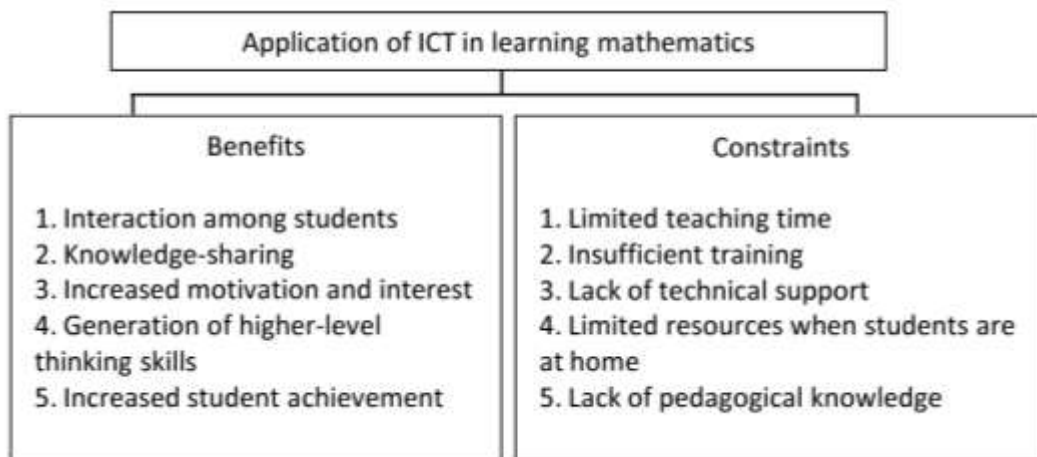 Application of ICT in learning mathematics
Benefits
1. Interaction among students
2. Knowledge-sharing
3. Increased motivation and interest
4. Generation of higher-level
thinking skills
5. Increased student achievement
Constraints
1. Limited teaching time
2. Insufficient training
3. Lack of technical support
4. Limited resources when students are
at home
5. Lack of pedagogical knowledge